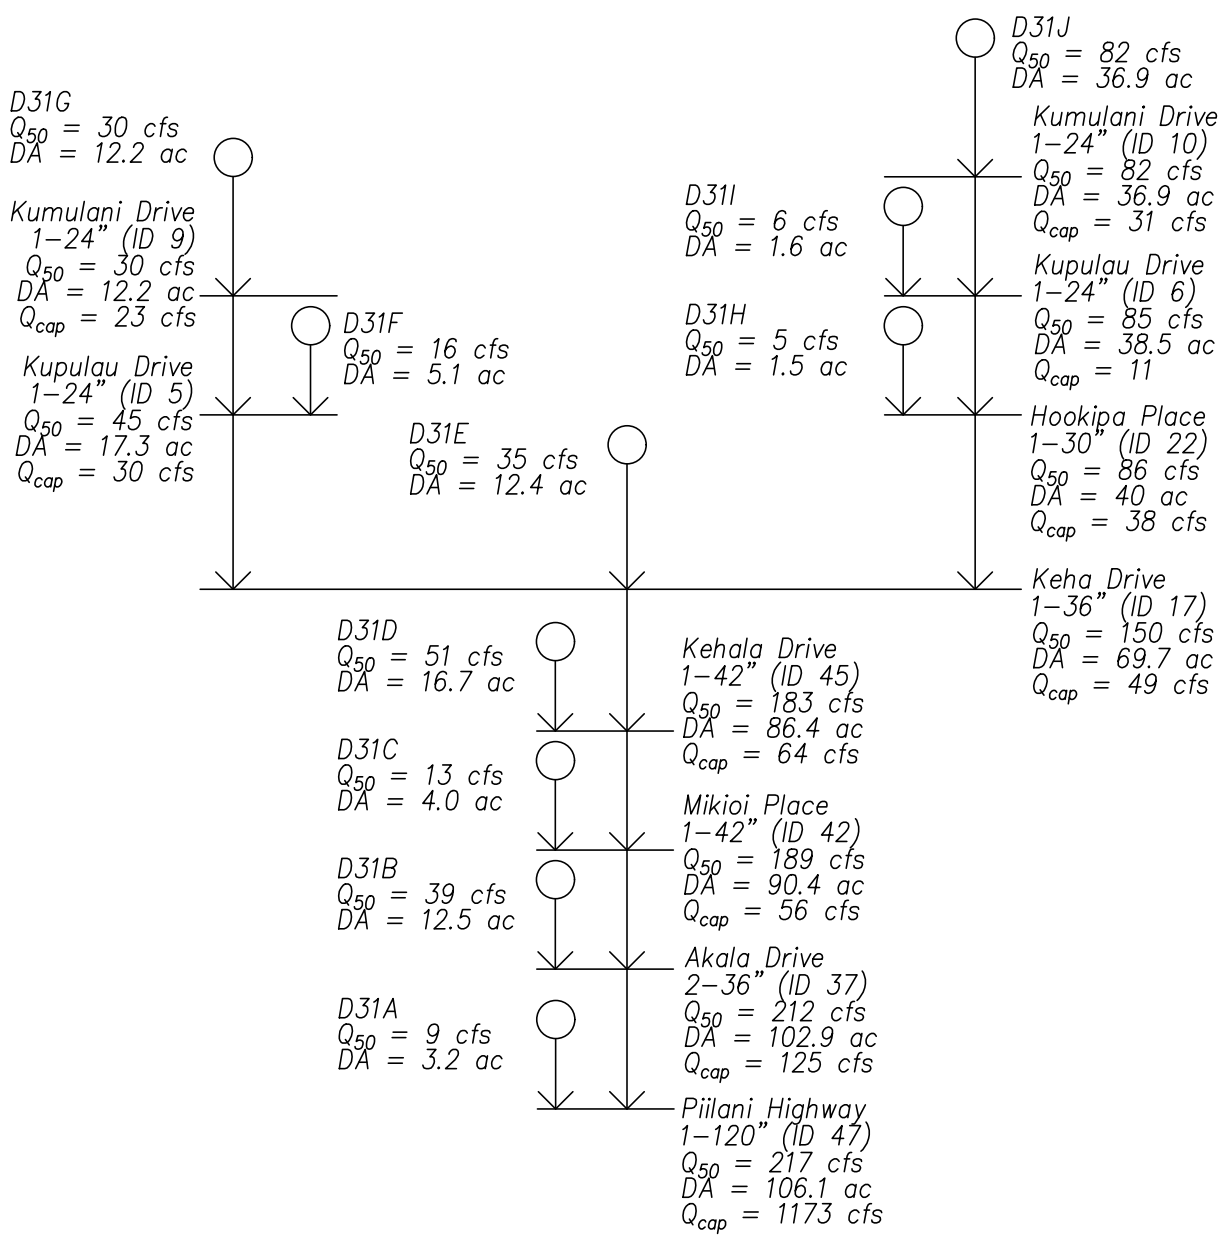 D31J
Q50 = 82 cfs
DA = 36.9 ac
D31G
Q50 = 30 cfs
DA = 12.2 ac
Kumulani Drive
1-24" (ID 10)
Q50 = 82 cfs
DA = 36.9 ac
Qcap = 31 cfs
D31I
Q50 = 6 cfs
DA = 1.6 ac
Kumulani Drive
1-24" (ID 9)
Q50 = 30 cfs
DA = 12.2 ac
Qcap = 23 cfs
Kupulau Drive
1-24" (ID 6)
Q50 = 85 cfs
DA = 38.5 ac
Qcap = 11
D31H
Q50 = 5 cfs
DA = 1.5 ac
D31F
Q50 = 16 cfs
DA = 5.1 ac
Kupulau Drive
1-24" (ID 5)
Q50 = 45 cfs
DA = 17.3 ac
Qcap = 30 cfs
Hookipa Place
1-30" (ID 22)
Q50 = 86 cfs
DA = 40 ac
Qcap = 38 cfs
D31E
Q50 = 35 cfs
DA = 12.4 ac
Keha Drive
1-36" (ID 17)
Q50 = 150 cfs
DA = 69.7 ac
Qcap = 49 cfs
D31D
Q50 = 51 cfs
DA = 16.7 ac
Kehala Drive
1-42" (ID 45)
Q50 = 183 cfs
DA = 86.4 ac
Qcap = 64 cfs
D31C
Q50 = 13 cfs
DA = 4.0 ac
Mikioi Place
1-42" (ID 42)
Q50 = 189 cfs
DA = 90.4 ac
Qcap = 56 cfs
D31B
Q50 = 39 cfs
DA = 12.5 ac
Akala Drive
2-36" (ID 37)
Q50 = 212 cfs
DA = 102.9 ac
Qcap = 125 cfs
D31A
Q50 = 9 cfs
DA = 3.2 ac
Piilani Highway
1-120" (ID 47)
Q50 = 217 cfs
DA = 106.1 ac
Qcap = 1173 cfs